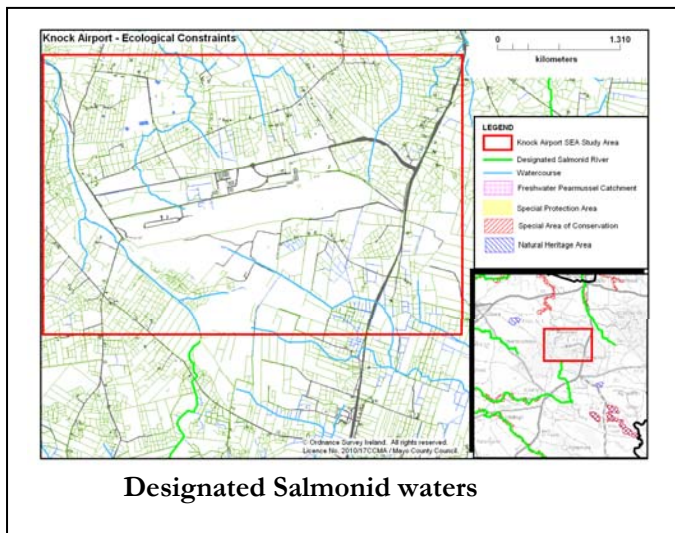 Knock Airport - Ecological Constraints
0 1.310
kilometers
LEGEND
Knock Airport SEA Study Area
Designated Salmonid River
Watercourse
Freshwater Pearmussel Catchment
Special Protection Area
Special Area of Conservation
Natural Heritage Area
© Ordnance Survey Ireland. All rights reserved.
Licence No. 2010/17CCMA / Mayo County Council.
Designated Salmonid waters